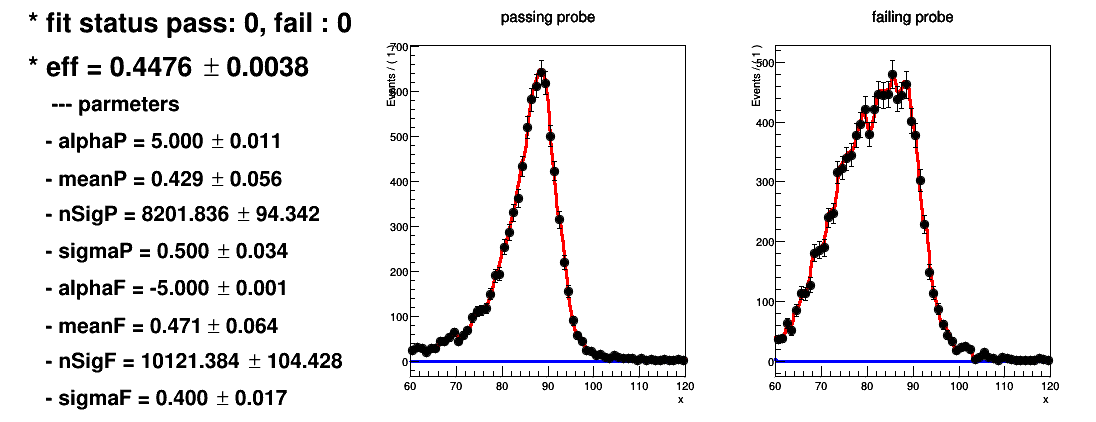 * fit status pass: 0, fail : 0
* eff = 0.4476 ± 0.0038
--- parmeters
- alphaP = 5.000 ± 0.011
- meanP = 0.429 ± 0.056
- nSigP = 8201.836 ± 94.342
- sigmaP = 0.500 ± 0.034
- alphaF = -5.000 ± 0.001
- meanF = 0.471 ± 0.064
- nSigF = 10121.384 ± 104.428
- sigmaF = 0.400 ± 0.017
passing probe
Events / ( 1 )
700
600
500
400
300
200
100
0
60 70 80 90 100 110 120
x
failing probe
Events / ( 1 )
500
400
300
200
100
0
60 70 80 90 100 110 120
x